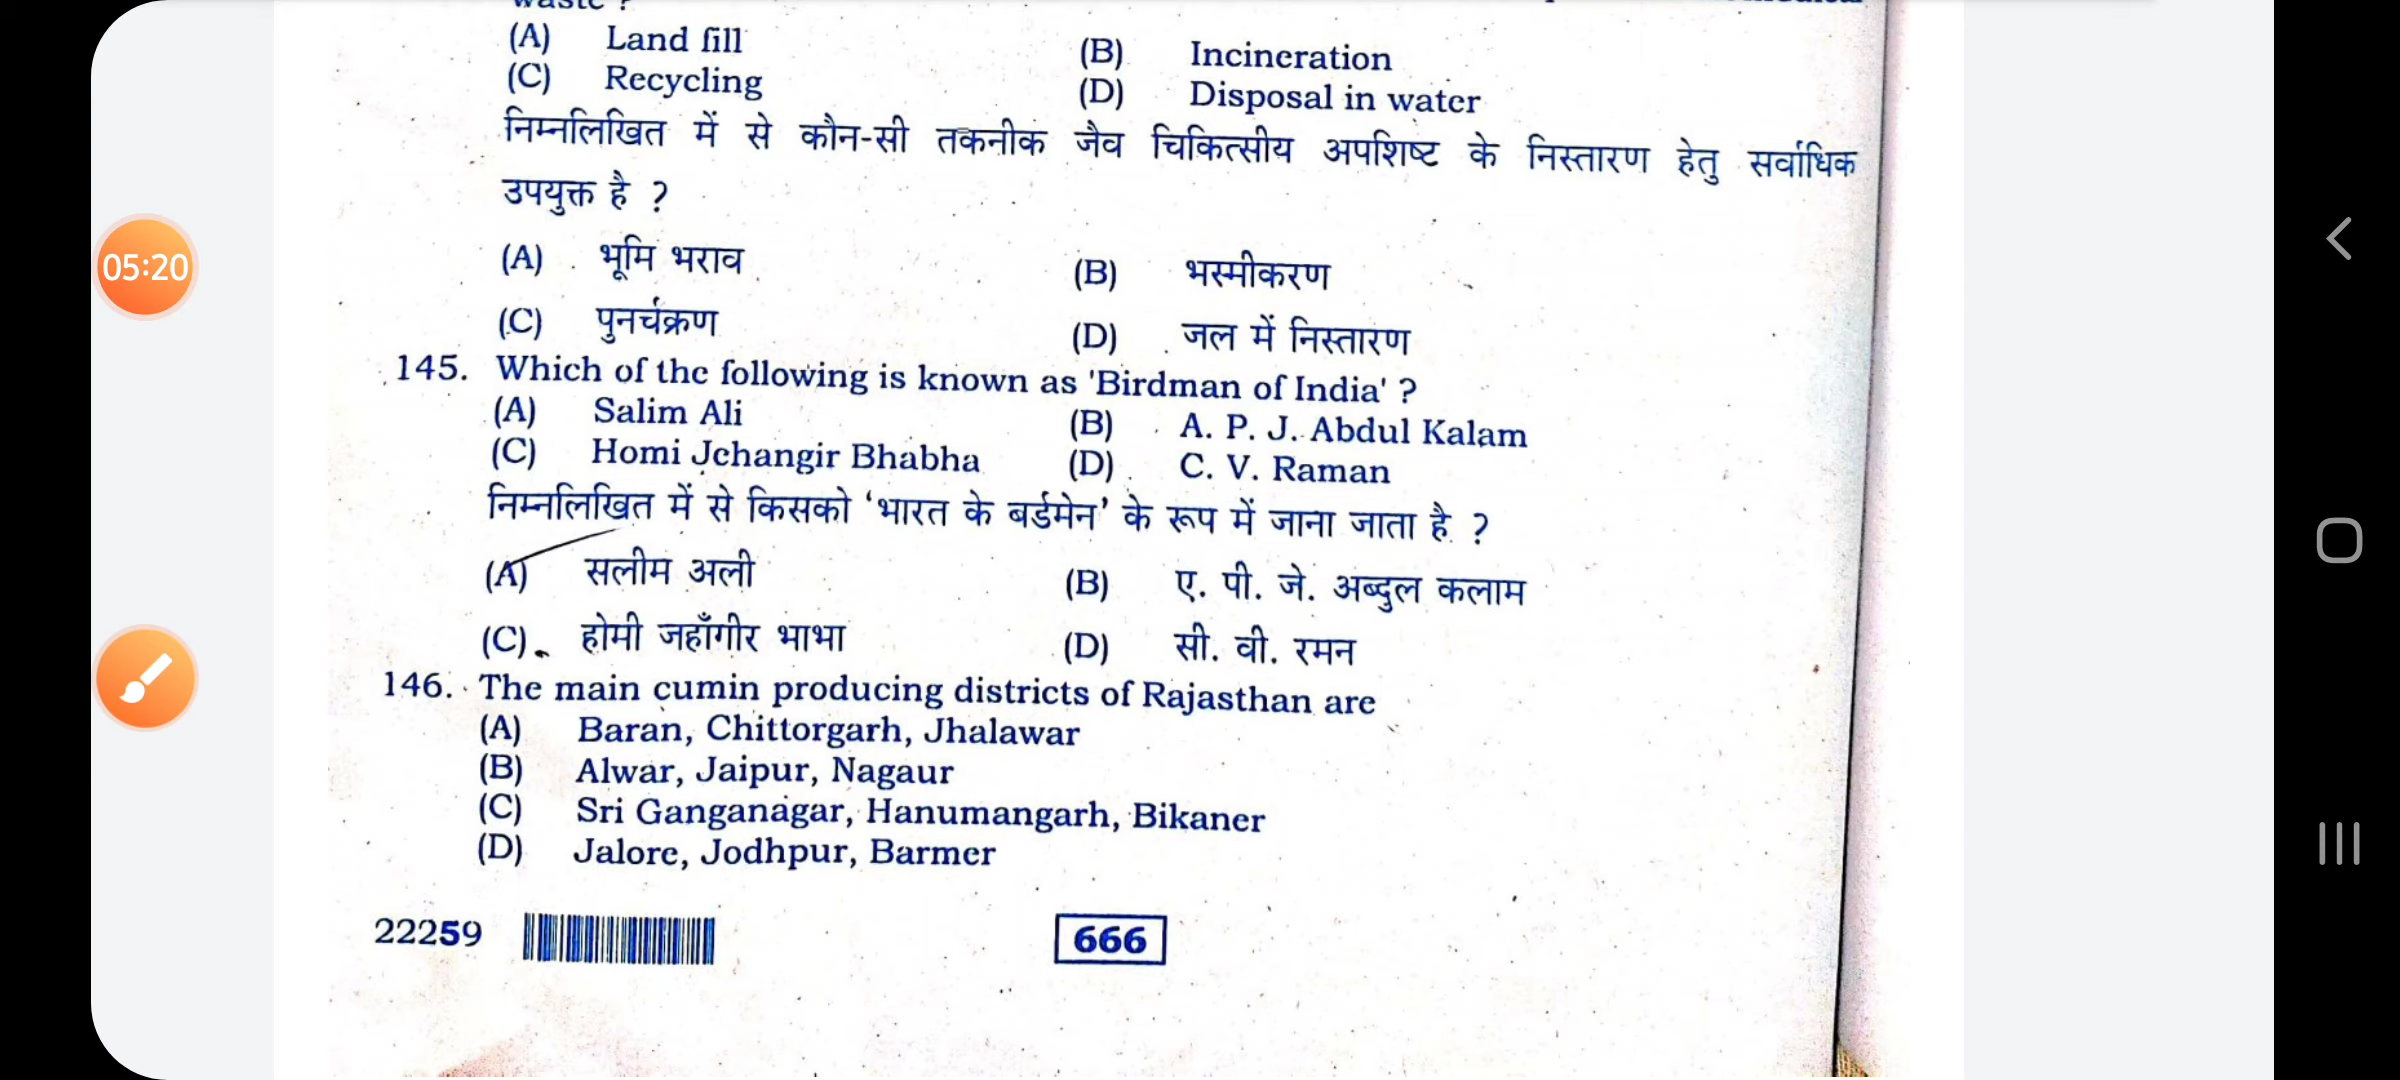 (A) Land fill (B) Incineration
(C) Recycling (D) Disposal in water
निम्नलिखित में से कौन-सी तकनीक जैव चिकित्सीय अपशिष्ट के निस्तारण हेतु सर्वाधिक
उपयुक्त है ?
(A) भूमि भराव (B) भस्मीकरण
(C) पुनर्चक्रण (D) जल में निस्तारण
145. Which of the following is known as 'Birdman of India' ?
(A) Salim Ali (B) A. P. J. Abdul Kalam
(C) Homi Jehangir Bhabha (D) C. V. Raman
निम्नलिखित में से किसको ‘भारत के बर्डमेन’ के रूप में जाना जाता है ?
(A) सलीम अली (B) ए. पी. जे. अब्दुल कलाम
(C) होमी जहाँगीर भाभा (D) सी. वी. रमन
146. The main cumin producing districts of Rajasthan are
(A) Baran, Chittorgarh, Jhalawar
(B) Alwar, Jaipur, Nagaur
(C) Sri Ganganagar, Hanumangarh, Bikaner
(D) Jalore, Jodhpur, Barmer
22259 666
05:20